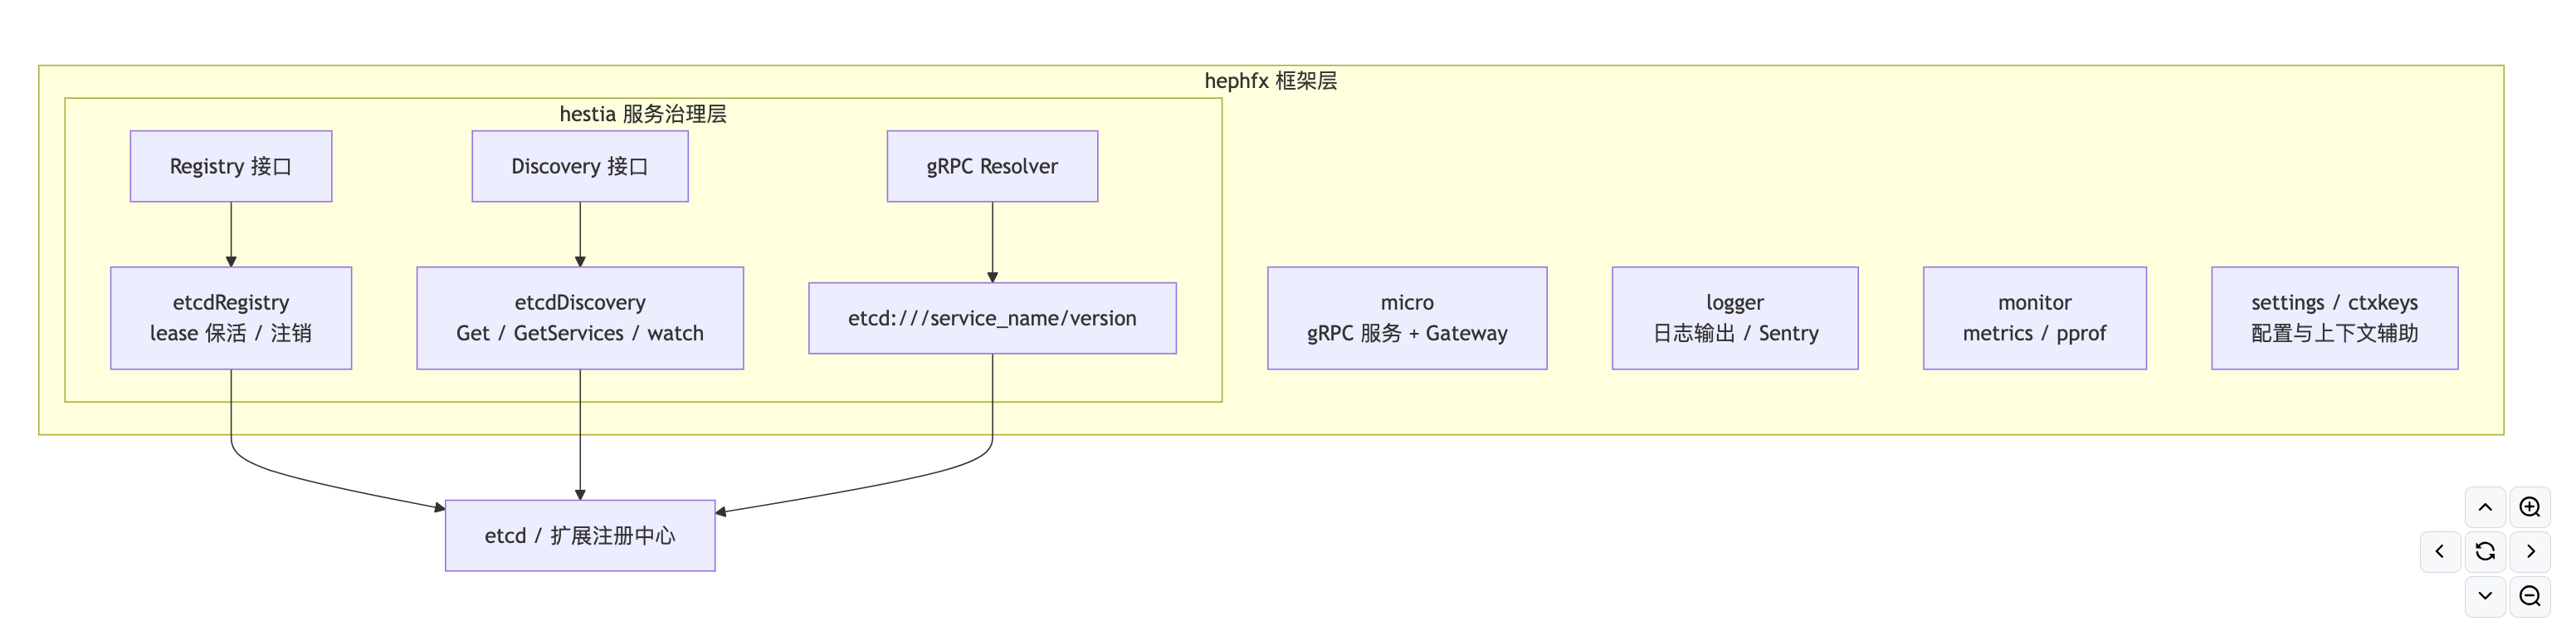 hephfx 框架层
hestia 服务治理层
Registry 接口
Discovery 接口
gRPC Resolver
etcdRegistry
lease 保活 / 注销
etcdDiscovery
Get / GetServices / watch
etcd:///service_name/version
micro
gRPC 服务 + Gateway
logger
日志输出 / Sentry
monitor
metrics / pprof
settings / ctxkeys
配置与上下文辅助
etcd / 扩展注册中心